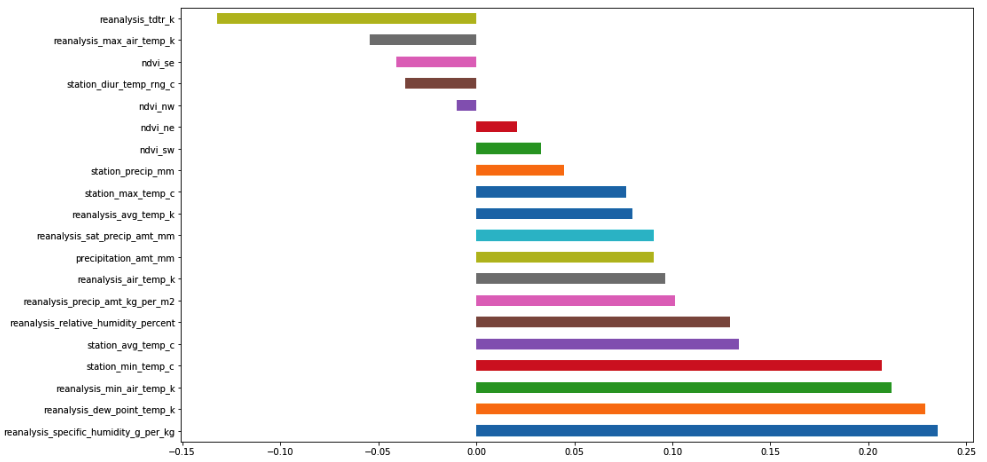 reanalysis_tdtr_k
reanalysis_max_air_temp_k
ndvi_se
station_diur_temp_rng_c
ndvi_nw
ndvi_ne
ndvi_sw
station_precip_mm
station_max_temp_c
reanalysis_avg_temp_k
reanalysis_sat_precip_amt_mm
precipitation_amt_mm
reanalysis_air_temp_k
reanalysis_precip_amt_kg_per_m2
reanalysis_relative_humidity_percent
station_avg_temp_c
station_min_temp_c
reanalysis_min_air_temp_k
reanalysis_dew_point_temp_k
reanalysis_specific_humidity_g_per_kg
−0.15 −0.10 −0.05 0.00 0.05 0.10 0.15 0.20 0.25